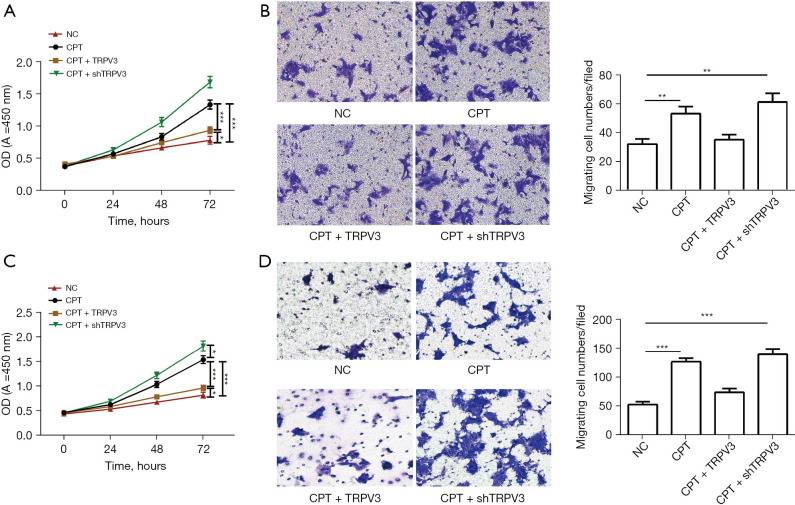 A
NC
CPT
CPT + TRPV3
CPT + shTRPV3
2.0
1.5
1.0
0.5
0.0
OD (A =450 nm)
0 24 48 72
Time, hours
***
*
***
B
NC
CPT
CPT + TRPV3
CPT + shTRPV3
Migrating cell numbers/filed
80
60
40
20
0
**
**
NC
CPT
CPT + TRPV3
CPT + shTRPV3
C
NC
CPT
CPT + TRPV3
CPT + shTRPV3
2.5
2.0
1.5
1.0
0.5
0.0
OD (A =450 nm)
0 24 48 72
Time, hours
*
***
***
D
NC
CPT
CPT + TRPV3
CPT + shTRPV3
Migrating cell numbers/filed
200
150
100
50
0
***
***
NC
CPT
CPT + TRPV3
CPT + shTRPV3